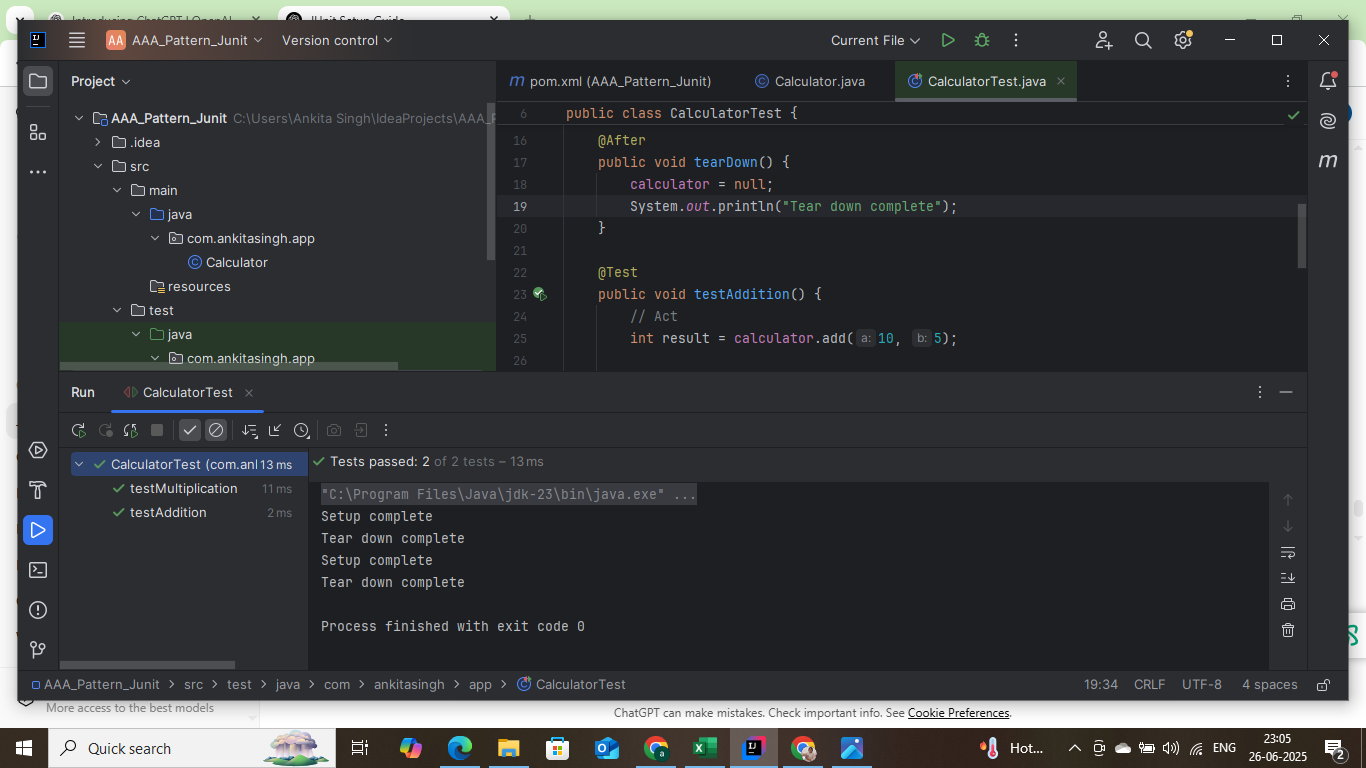 AA AAA_Pattern_Junit Version control Current File
Project
pom.xml (AAA_Pattern_Junit) Calculator.java CalculatorTest.java
AAA_Pattern_Junit C:\Users\Ankita Singh\IdeaProjects\AAA_P
.idea
src
main
java
com.ankitasingh.app
Calculator
resources
test
java
com.ankitasingh.app
6 public class CalculatorTest {
16 @After
17 public void tearDown() {
18 calculator = null;
19 System.out.println("Tear down complete");
20 }
21
22 @Test
23 public void testAddition() {
24 // Act
25 int result = calculator.add( a: 10, b: 5);
26
Run CalculatorTest
CalculatorTest (com.ank 13 ms
testMultiplication 11 ms
testAddition 2 ms
Tests passed: 2 of 2 tests – 13 ms
"C:\Program Files\Java\jdk-23\bin\java.exe" ...
Setup complete
Tear down complete
Setup complete
Tear down complete
Process finished with exit code 0
AAA_Pattern_Junit > src > test > java > com > ankitasingh > app > CalculatorTest 19:34 CRLF UTF-8 4 spaces
More access to the best models
ChatGPT can make mistakes. Check important info. See Cookie Preferences.
Quick search Hot... ENG 23:05
26-06-2025 2